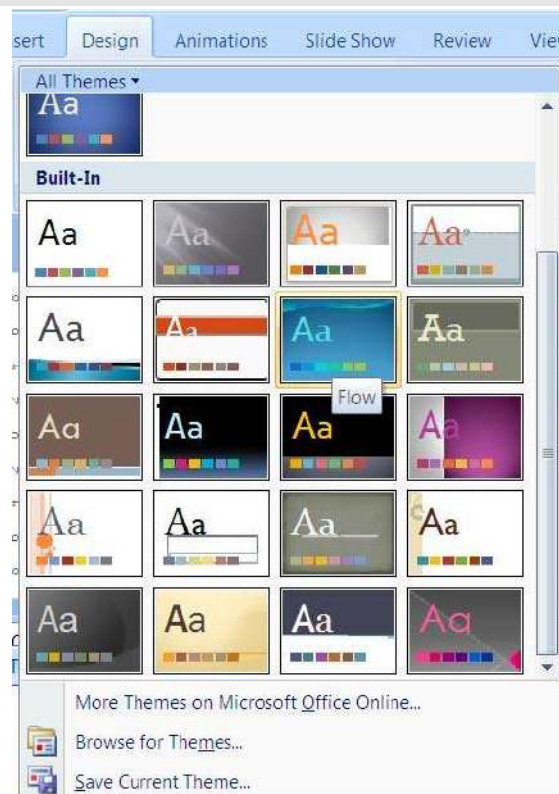 sert Design Animations Slide Show Review Vie
All Themes
Aa
Built-In
Aa Aa Aa Aa
Aa Aa Aa Aa
Flow
Aa Aa Aa Aa
Aa Aa Aa Aa
Aa Aa Aa Aa
More Themes on Microsoft Office Online...
Browse for Themes...
Save Current Theme...